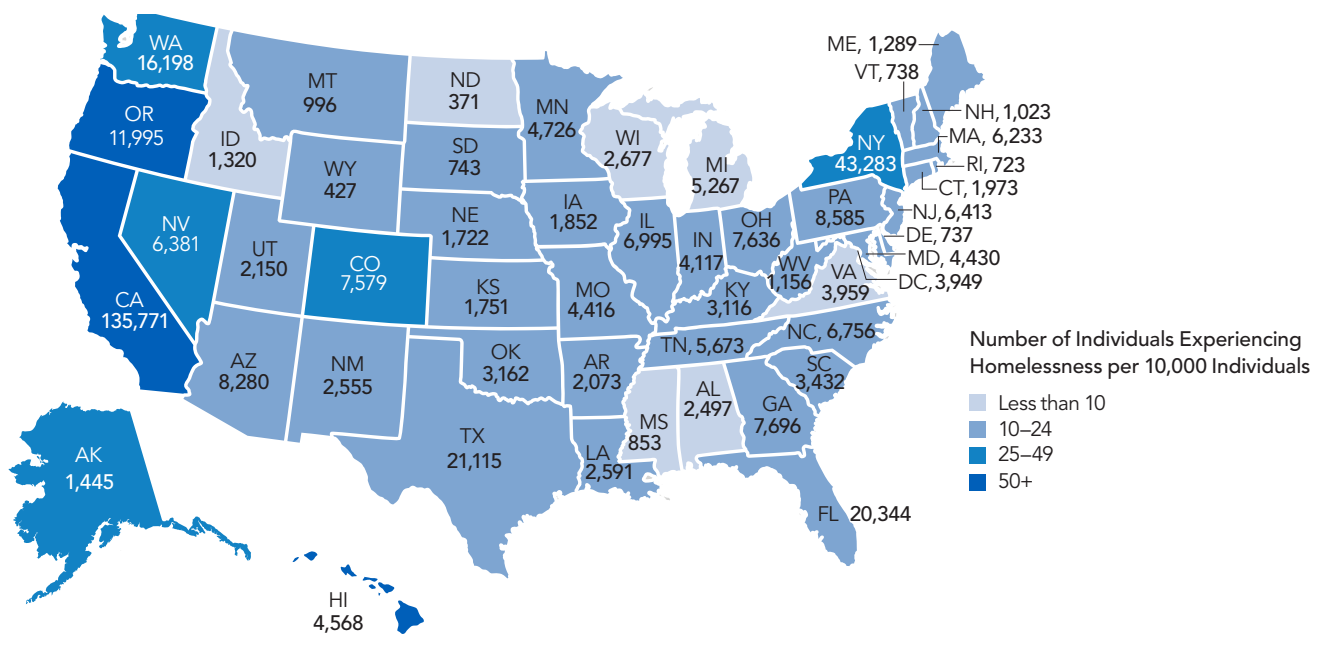 WA
16,198
OR
11,995
CA
135,771
NV
6,381
ID
1,320
MT
996
WY
427
UT
2,150
CO
7,579
AZ
8,280
NM
2,555
ND
371
SD
743
NE
1,722
KS
1,751
OK
3,162
TX
21,115
MN
4,726
IA
1,852
MO
4,416
AR
2,073
LA
2,591
WI
2,677
IL
6,995
MI
5,267
IN
4,117
OH
7,636
KY
3,116
TN, 5,673
MS
853
AL
2,497
GA
7,696
FL 20,344
SC
3,432
NC, 6,756
VA
3,959
WV
1,156
PA
8,585
NY
43,283
ME, 1,289
VT, 738
NH, 1,023
MA, 6,233
RI, 723
CT, 1,973
NJ, 6,413
DE, 737
MD, 4,430
DC, 3,949
AK
1,445
HI
4,568
Number of Individuals Experiencing
Homelessness per 10,000 Individuals
Less than 10
10–24
25–49
50+